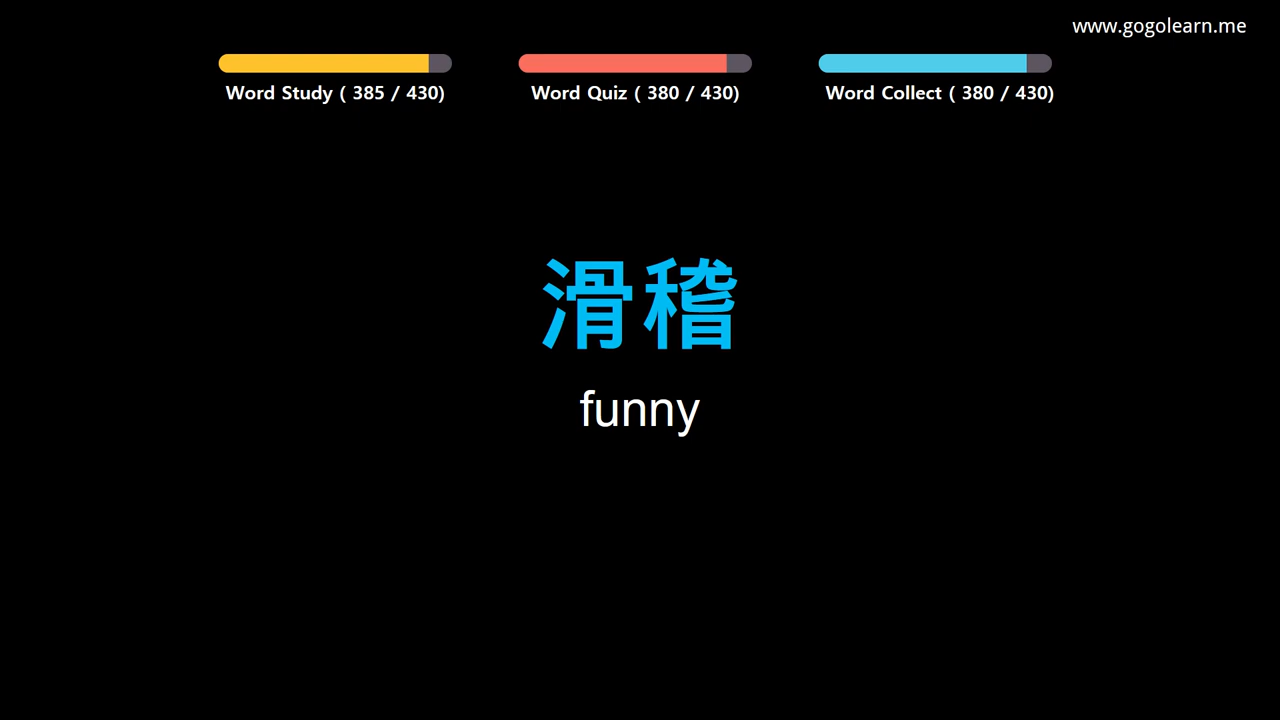 www.gogolearn.me
Word Study ( 385 / 430)
Word Quiz ( 380 / 430)
Word Collect ( 380 / 430)
滑稽
funny